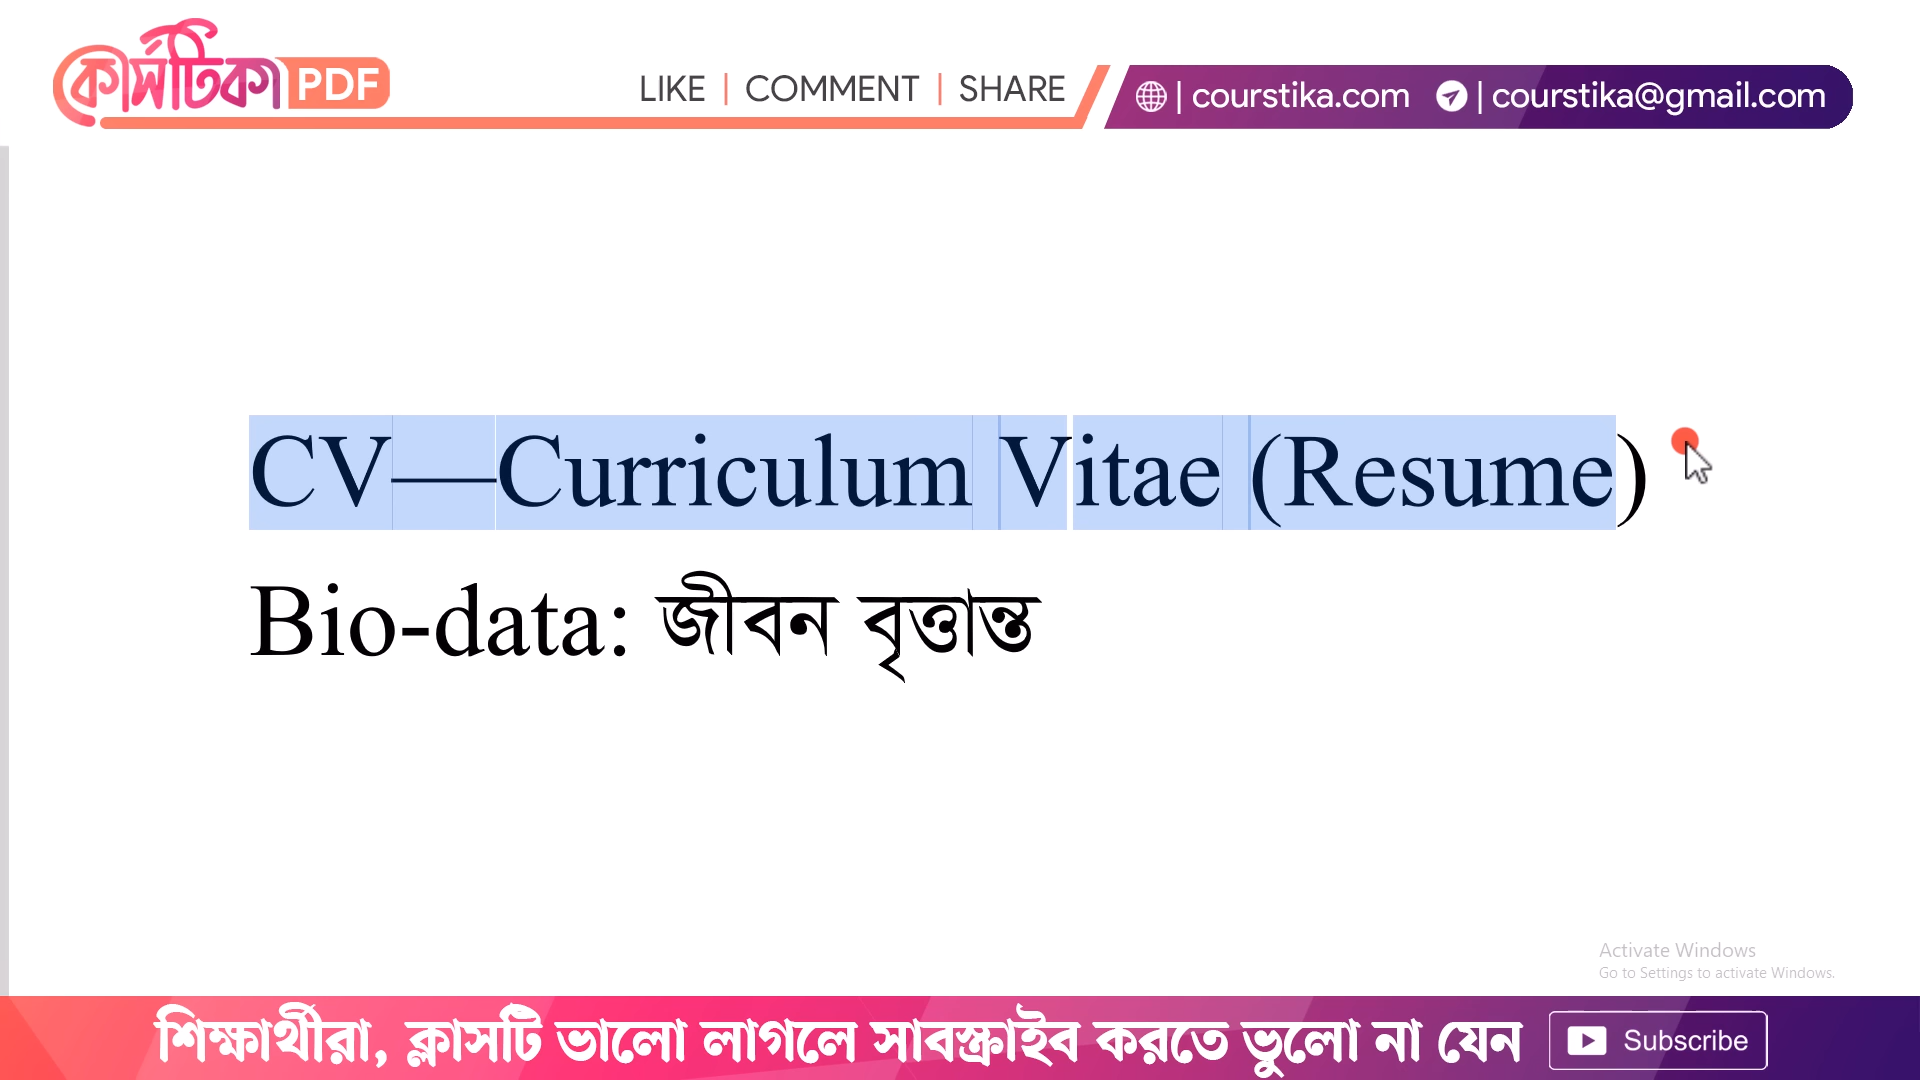 কোর্সটিকা PDF
LIKE | COMMENT | SHARE
| courstika.com | courstika@gmail.com
CV—Curriculum Vitae (Resume)
Bio-data: জীবন বৃত্তান্ত
Activate Windows
Go to Settings to activate Windows.
শিক্ষার্থীরা, ক্লাসটি ভালো লাগলে সাবস্ক্রাইব করতে ভুলো না যেন
Subscribe